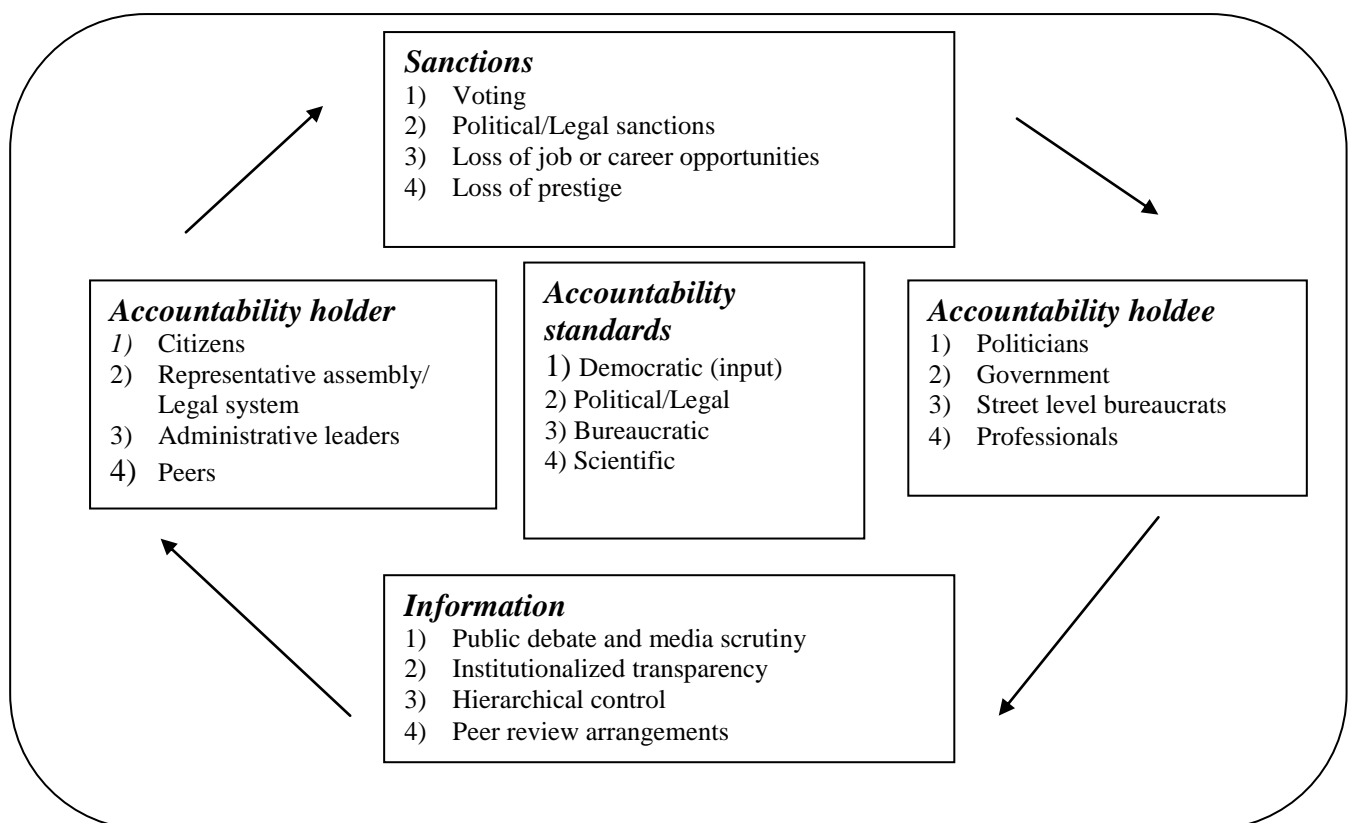 Sanctions
1) Voting
2) Political/Legal sanctions
3) Loss of job or career opportunities
4) Loss of prestige
Accountability holder
1) Citizens
2) Representative assembly/
Legal system
3) Administrative leaders
4) Peers
Accountability
standards
1) Democratic (input)
2) Political/Legal
3) Bureaucratic
4) Scientific
Accountability holdee
1) Politicians
2) Government
3) Street level bureaucrats
4) Professionals
Information
1) Public debate and media scrutiny
2) Institutionalized transparency
3) Hierarchical control
4) Peer review arrangements